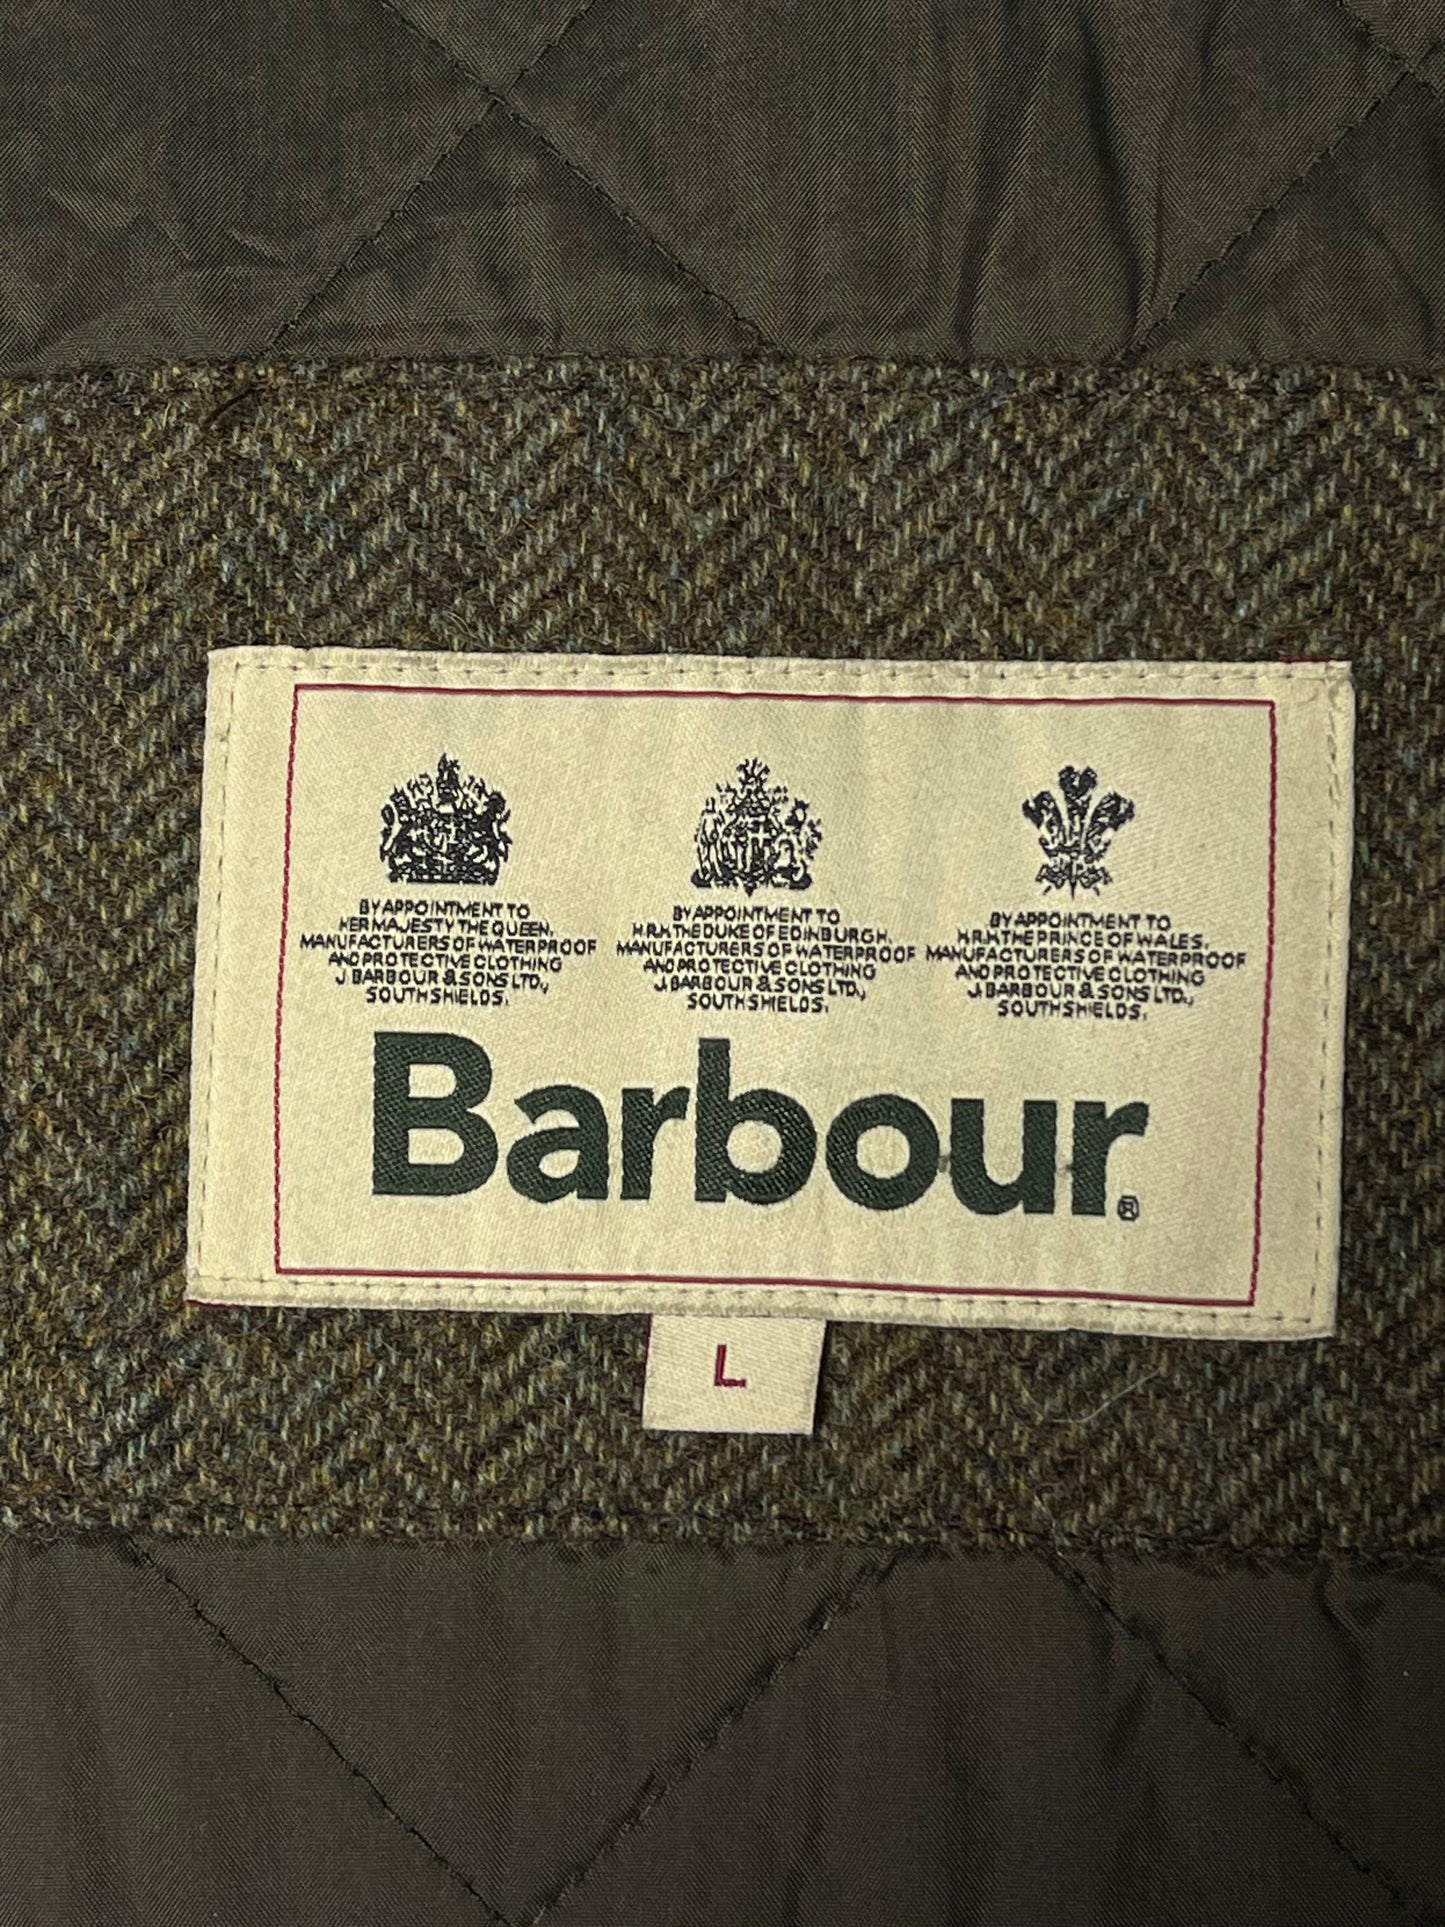 BY APPOINTMENT TO
HER MAJESTY THE QUEEN,
MANUFACTURERS OF WATERPROOF
AND PROTECTIVE CLOTHING
J. BARBOUR & SONS LTD.,
SOUTH SHIELDS.
BY APPOINTMENT TO
H.R.H. THE DUKE OF EDINBURGH,
MANUFACTURERS OF WATERPROOF
AND PROTECTIVE CLOTHING
J. BARBOUR & SONS LTD.,
SOUTH SHIELDS.
BY APPOINTMENT TO
H.R.H. THE PRINCE OF WALES,
MANUFACTURERS OF WATERPROOF
AND PROTECTIVE CLOTHING
J. BARBOUR & SONS LTD.,
SOUTH SHIELDS.
Barbour®
L